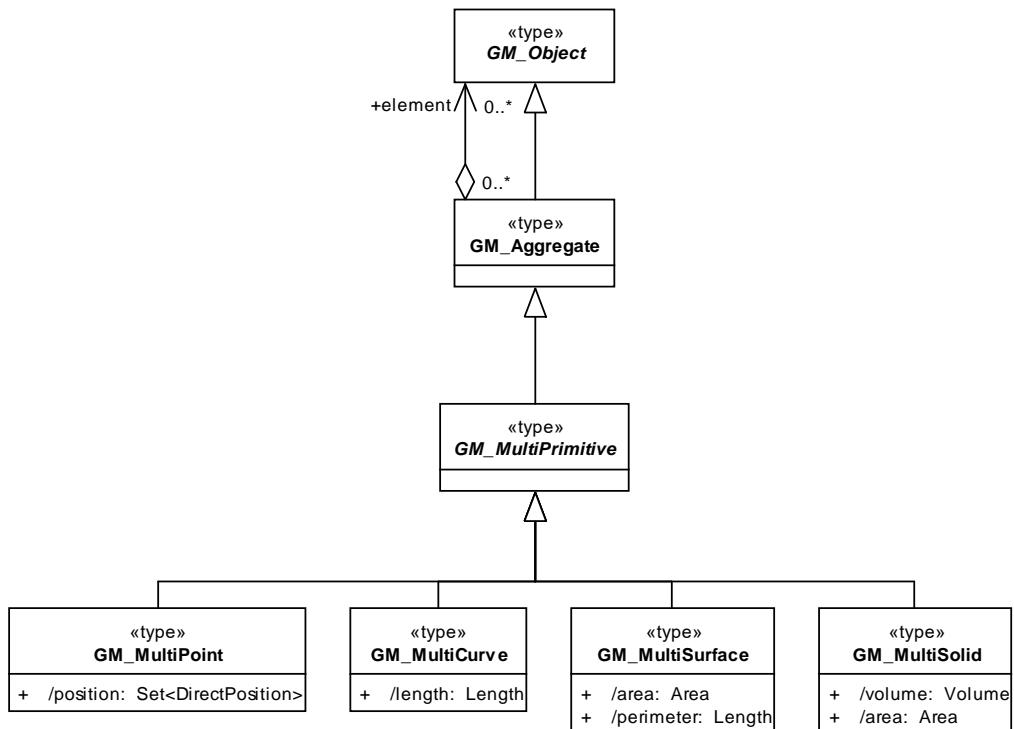 «type»
GM_Object
+element
0..*
0..*
«type»
GM_Aggregate
«type»
GM_MultiPrimitive
«type»
GM_MultiPoint
+ /position: Set<DirectPosition>
«type»
GM_MultiCurve
+ /length: Length
«type»
GM_MultiSurface
+ /area: Area
+ /perimeter: Length
«type»
GM_MultiSolid
+ /volume: Volume
+ /area: Area